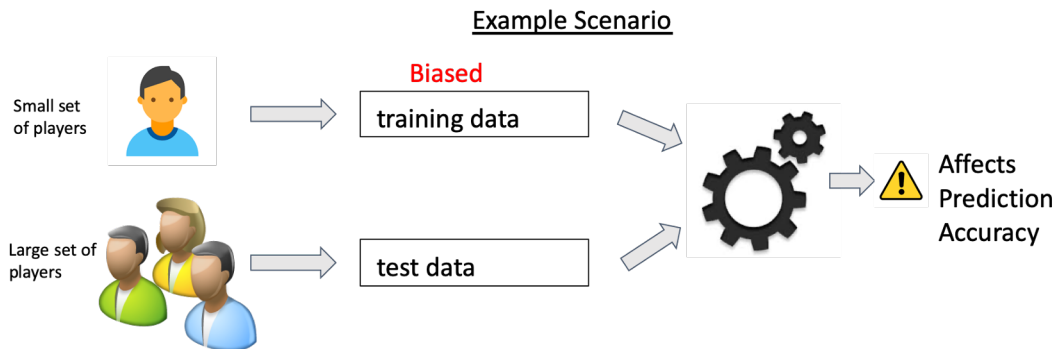 Example Scenario
Biased
Small set
of players
training data
Affects
Prediction
Accuracy
Large set of
players
test data